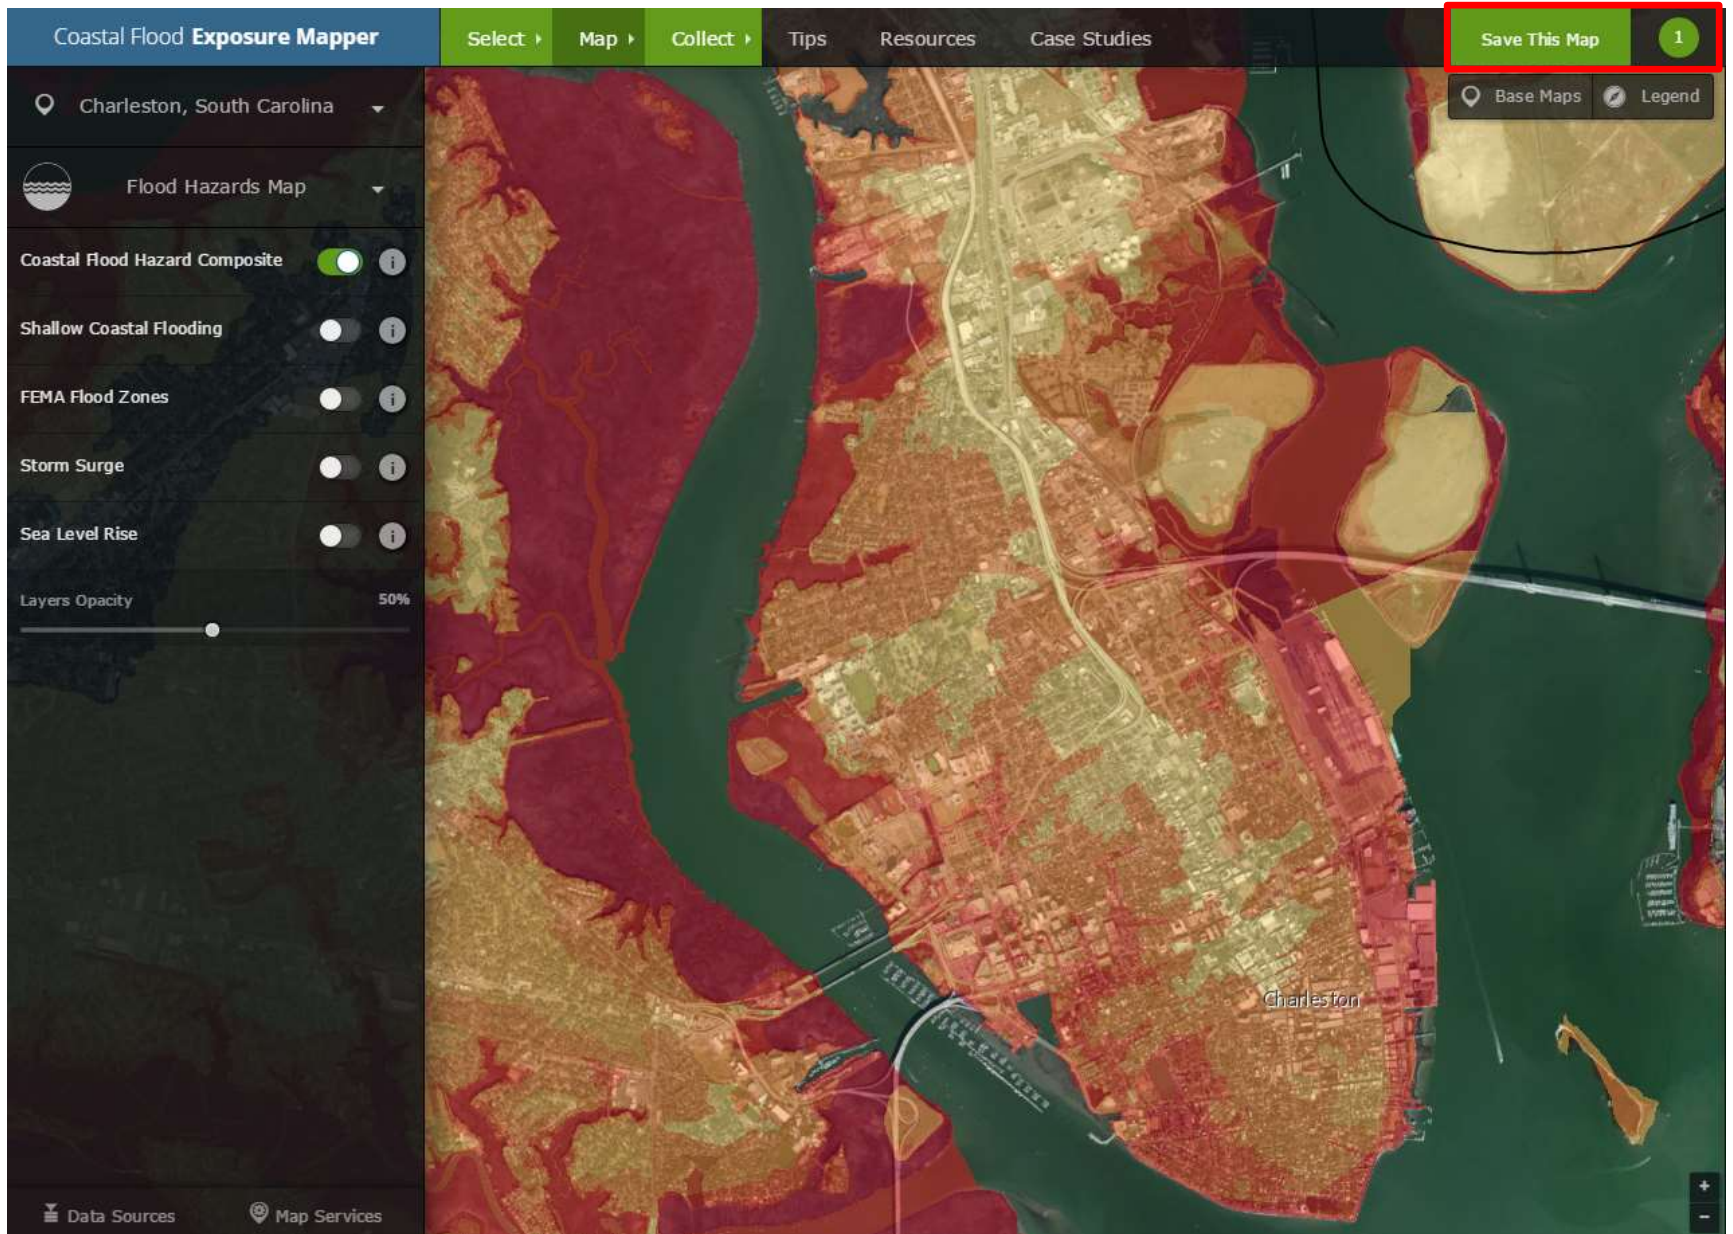 Coastal Flood Exposure Mapper
Select
Map
Collect
Tips
Resources
Case Studies
Save This Map
1
Charleston, South Carolina
Base Maps
Legend
Flood Hazards Map
Coastal Flood Hazard Composite
i
Shallow Coastal Flooding
i
FEMA Flood Zones
i
Storm Surge
i
Sea Level Rise
i
Layers Opacity
50%
Charleston
Data Sources
Map Services
+
−